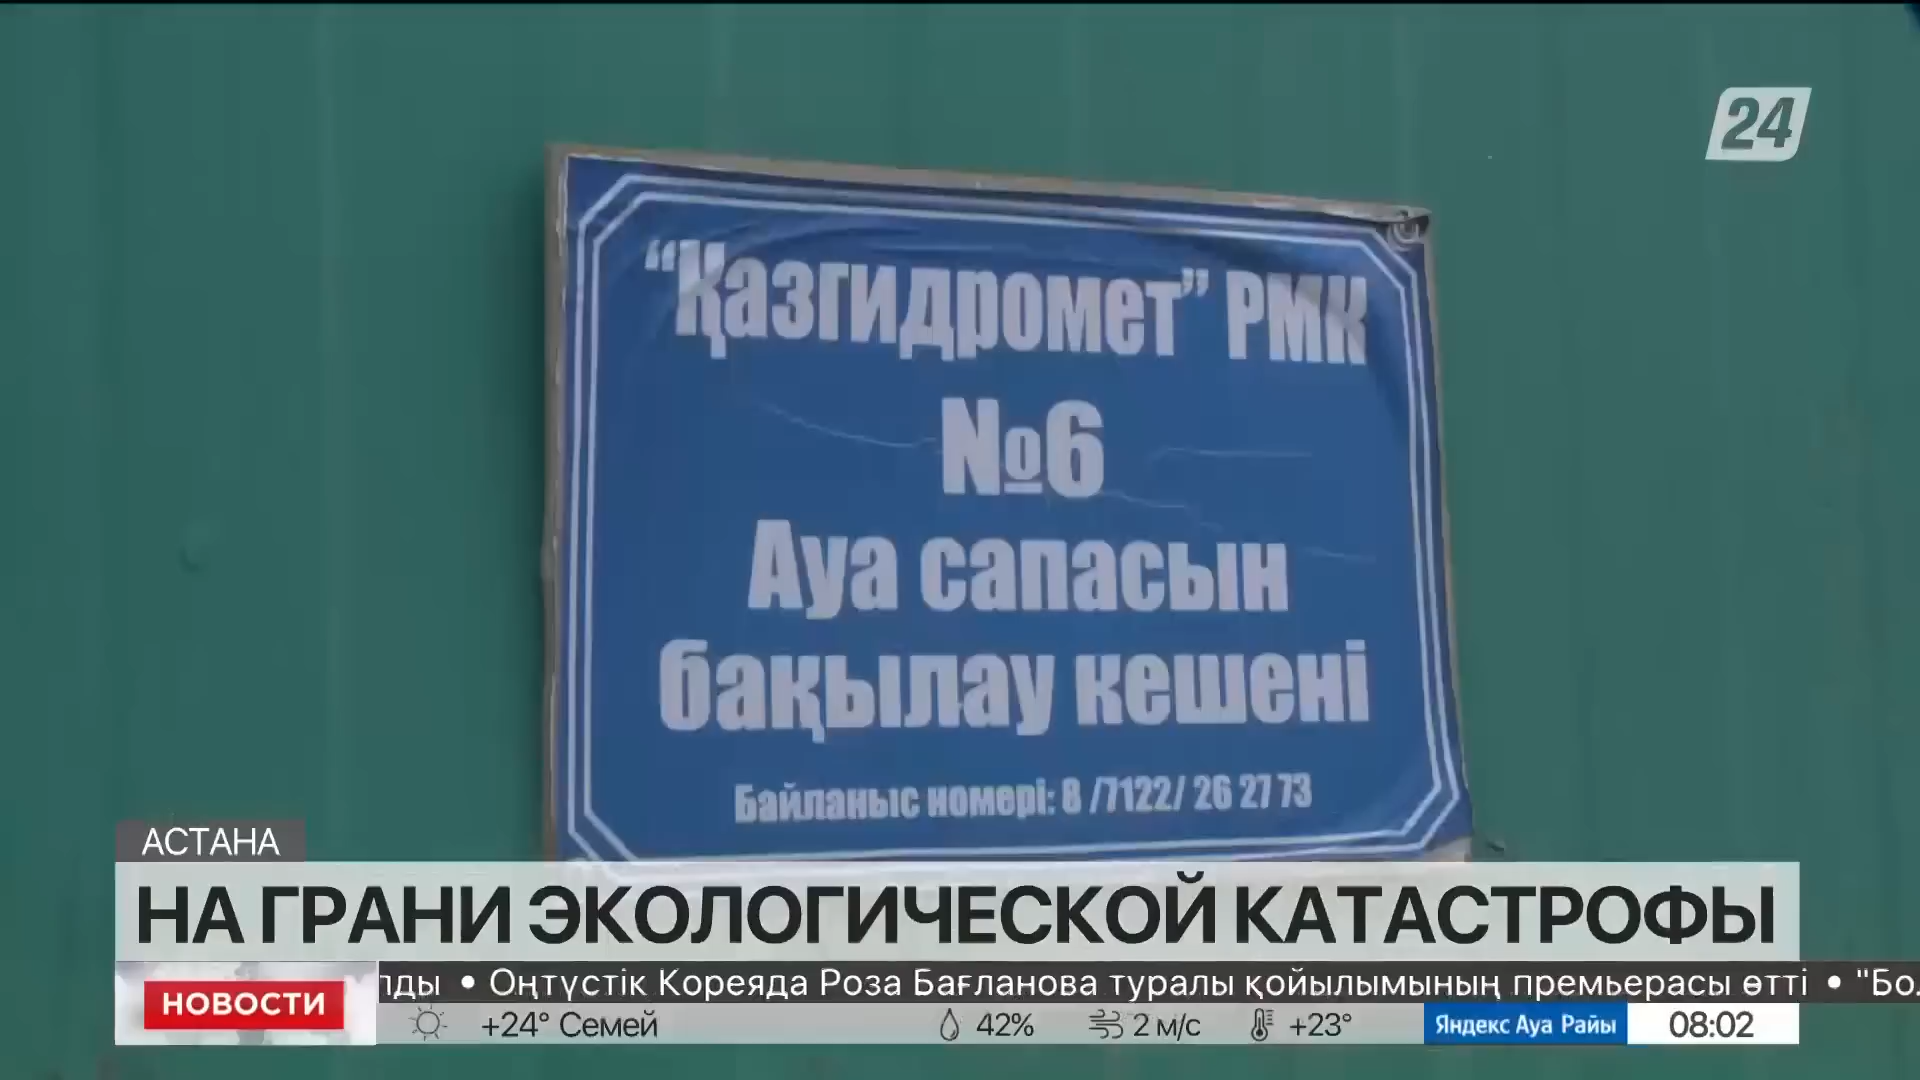 24
“Қазгидромет” РМК
№6
Ауа сапасын
бақылау кешені
Байланыс номері: 8 /7122/ 26 27 73
АСТАНА
НА ГРАНИ ЭКОЛОГИЧЕСКОЙ КАТАСТРОФЫ
НОВОСТИ
лды • Оңтүстік Кореяда Роза Бағланова туралы қойылымының премьерасы өтті • "Бо
+24° Семей 42% 2 м/с +23° Яндекс Ауа Райы 08:02